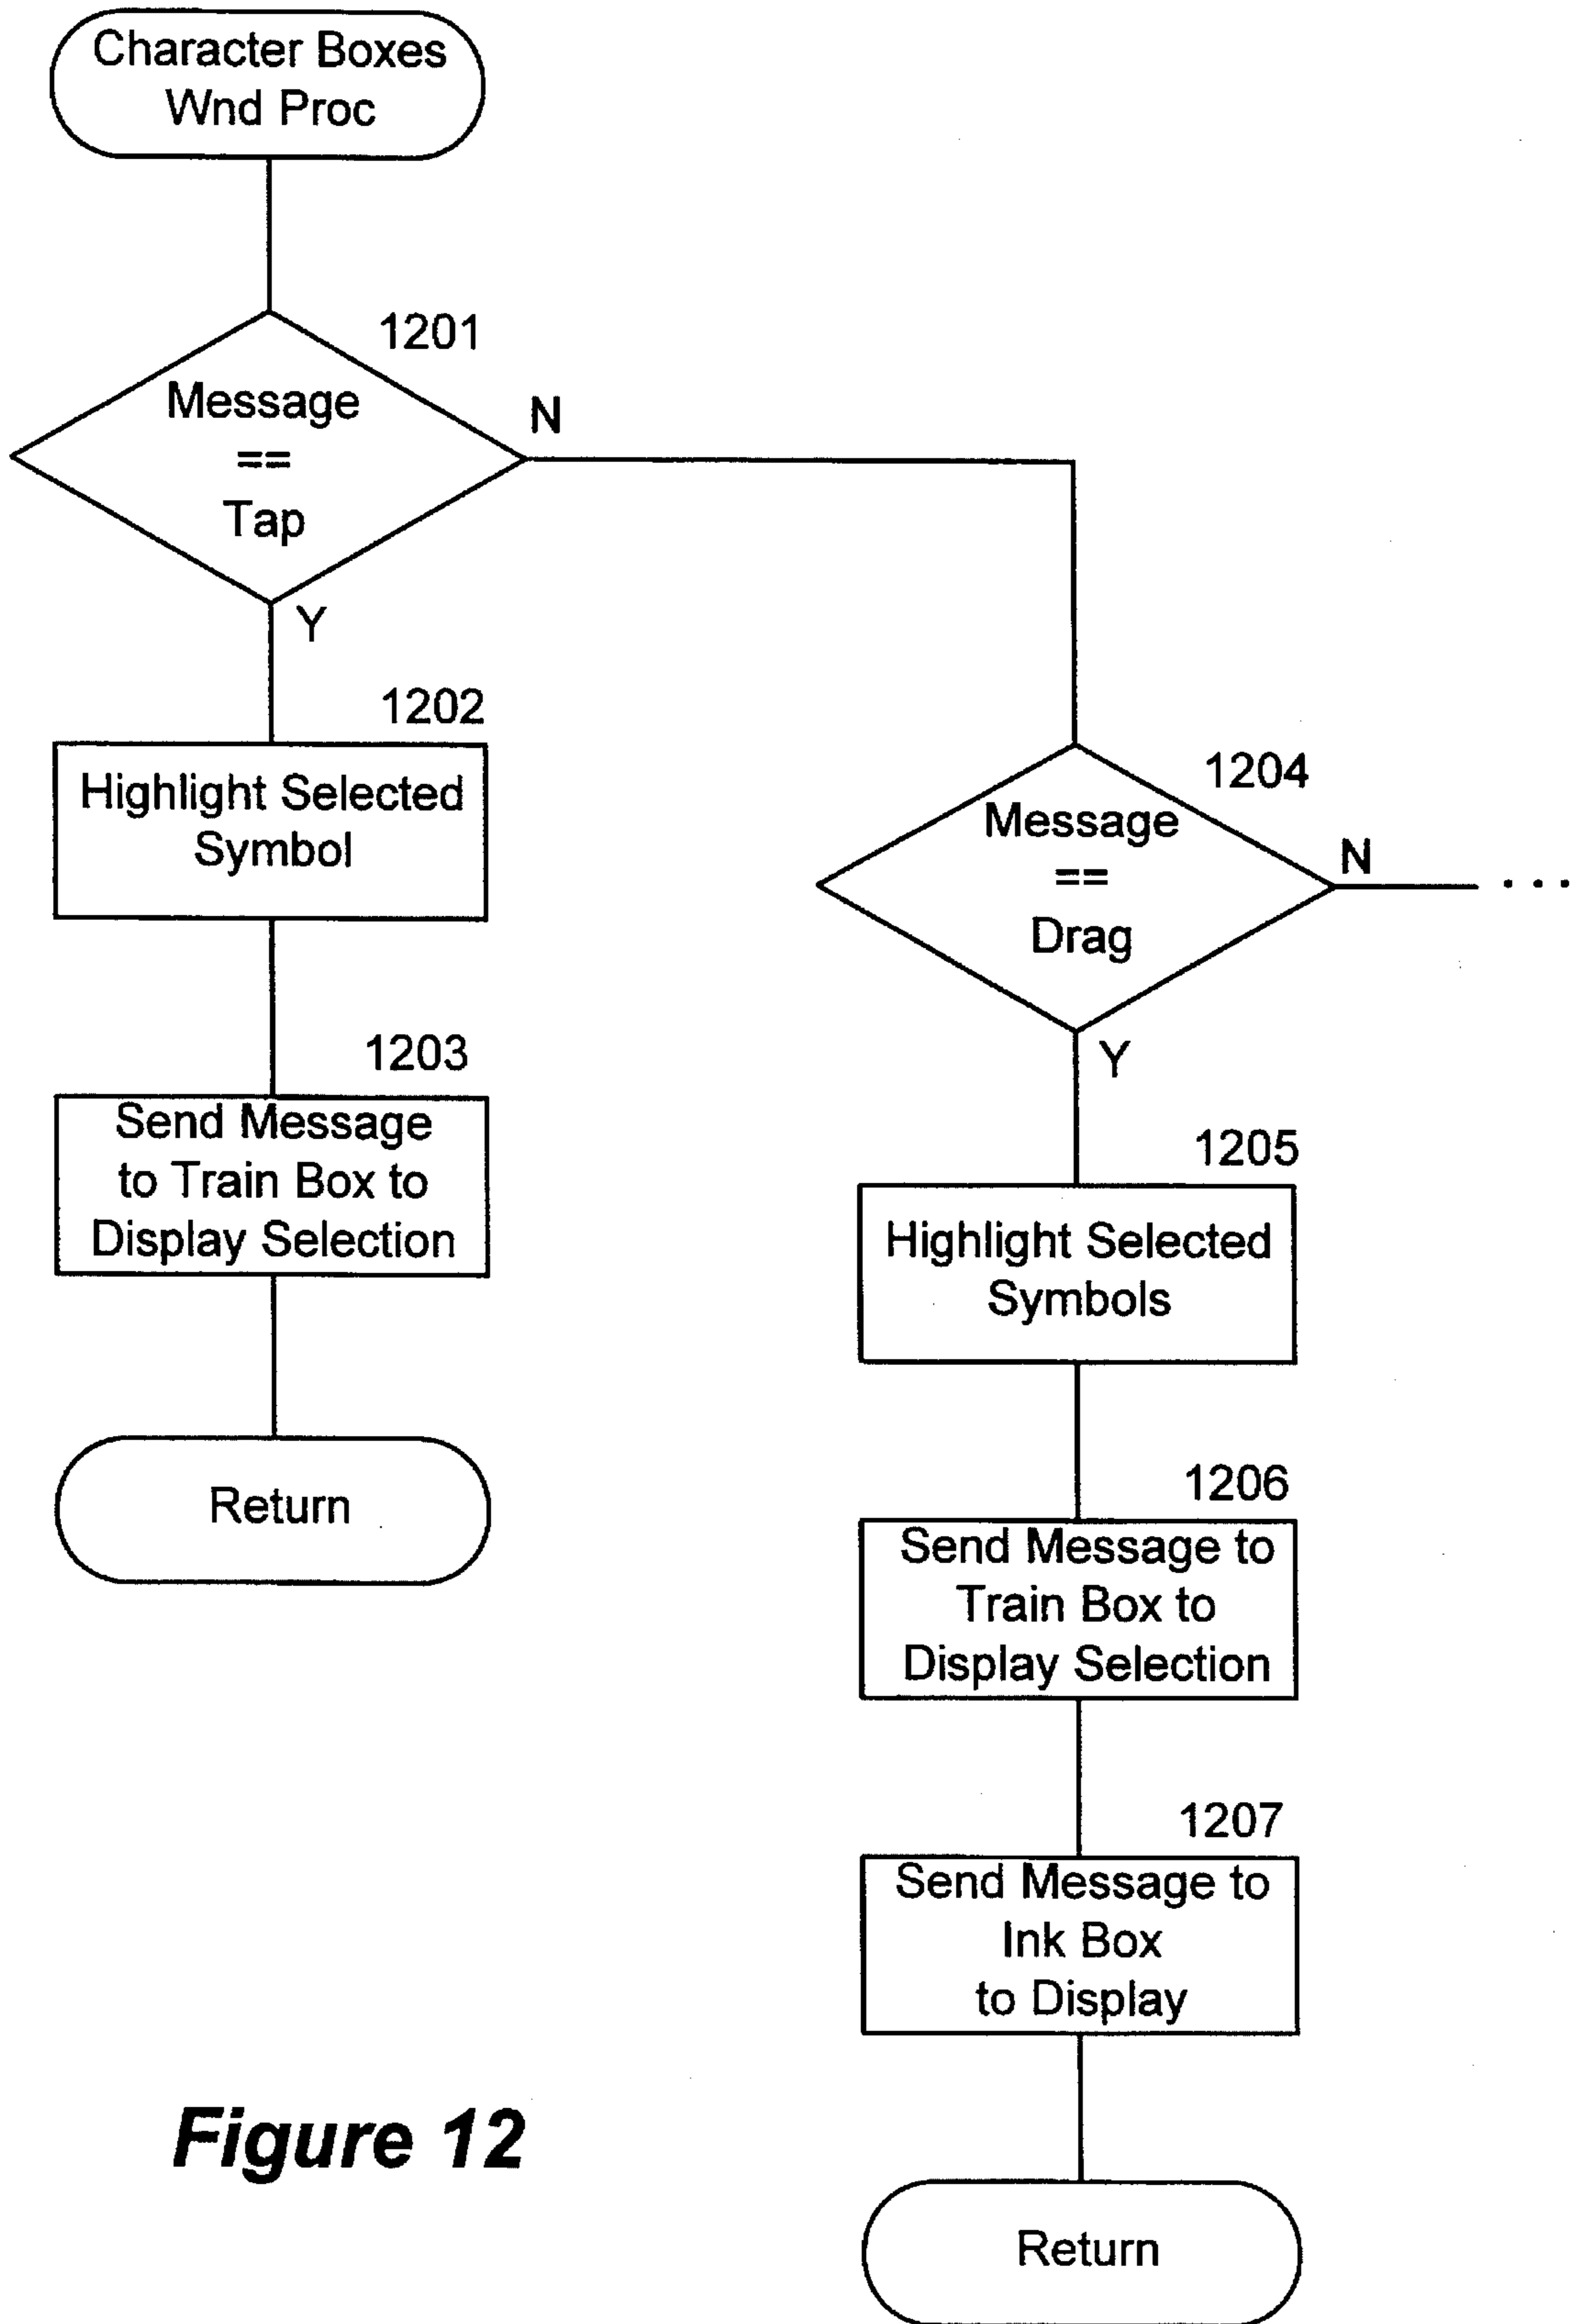 Character Boxes
Wnd Proc
1201
Message
==
Tap
N
Y
1202
Highlight Selected
Symbol
1203
Send Message
to Train Box to
Display Selection
Return
1204
Message
==
Drag
N
...
Y
1205
Highlight Selected
Symbols
1206
Send Message to
Train Box to
Display Selection
1207
Send Message to
Ink Box
to Display
Return
Figure 12